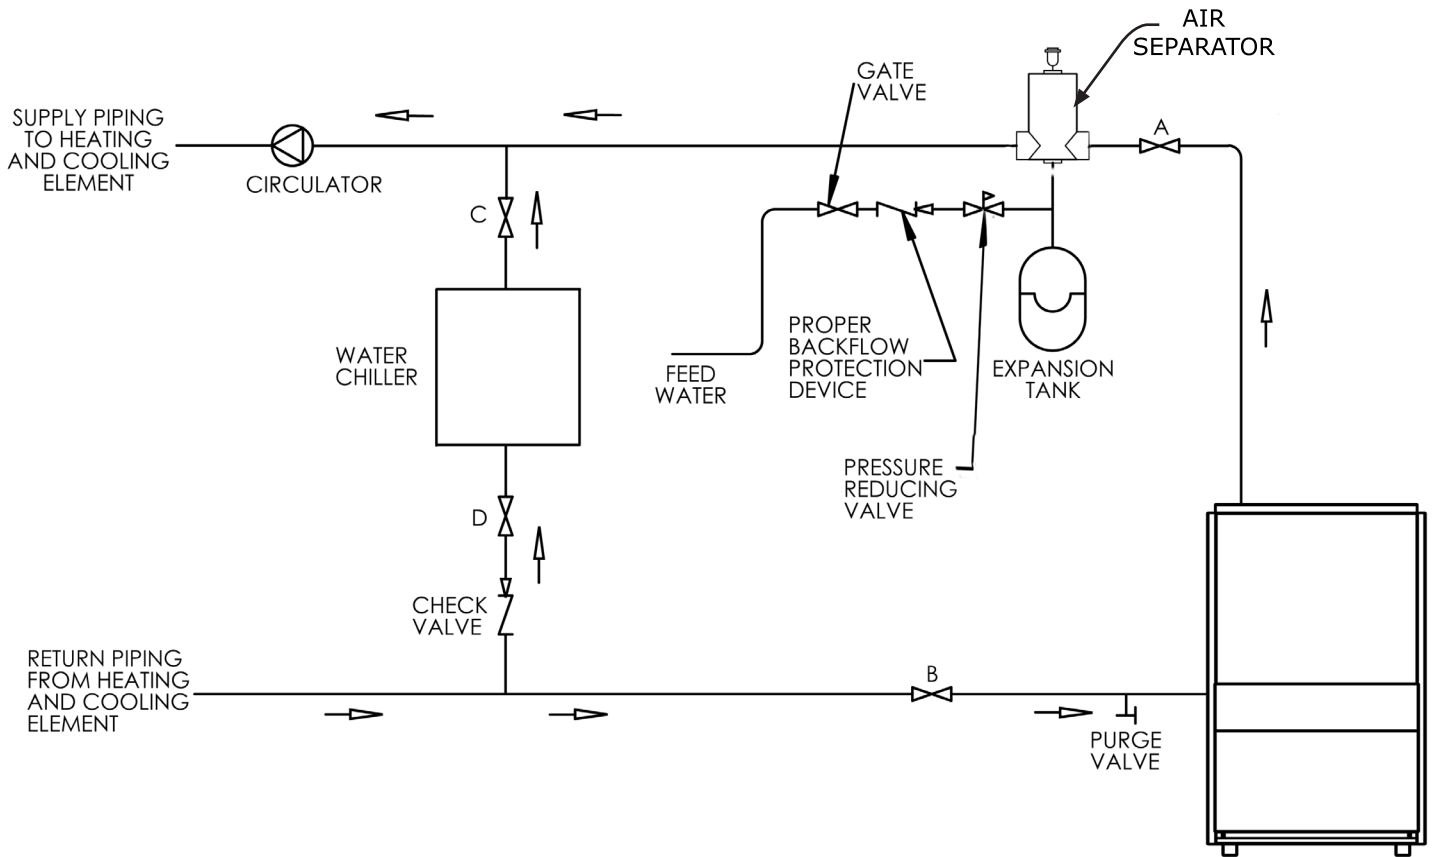 AIR
SEPARATOR
GATE
VALVE
SUPPLY PIPING
TO HEATING
AND COOLING
ELEMENT
CIRCULATOR
A
C
WATER
CHILLER
FEED
WATER
PROPER
BACKFLOW
PROTECTION
DEVICE
EXPANSION
TANK
PRESSURE
REDUCING
VALVE
D
CHECK
VALVE
RETURN PIPING
FROM HEATING
AND COOLING
ELEMENT
B
PURGE
VALVE